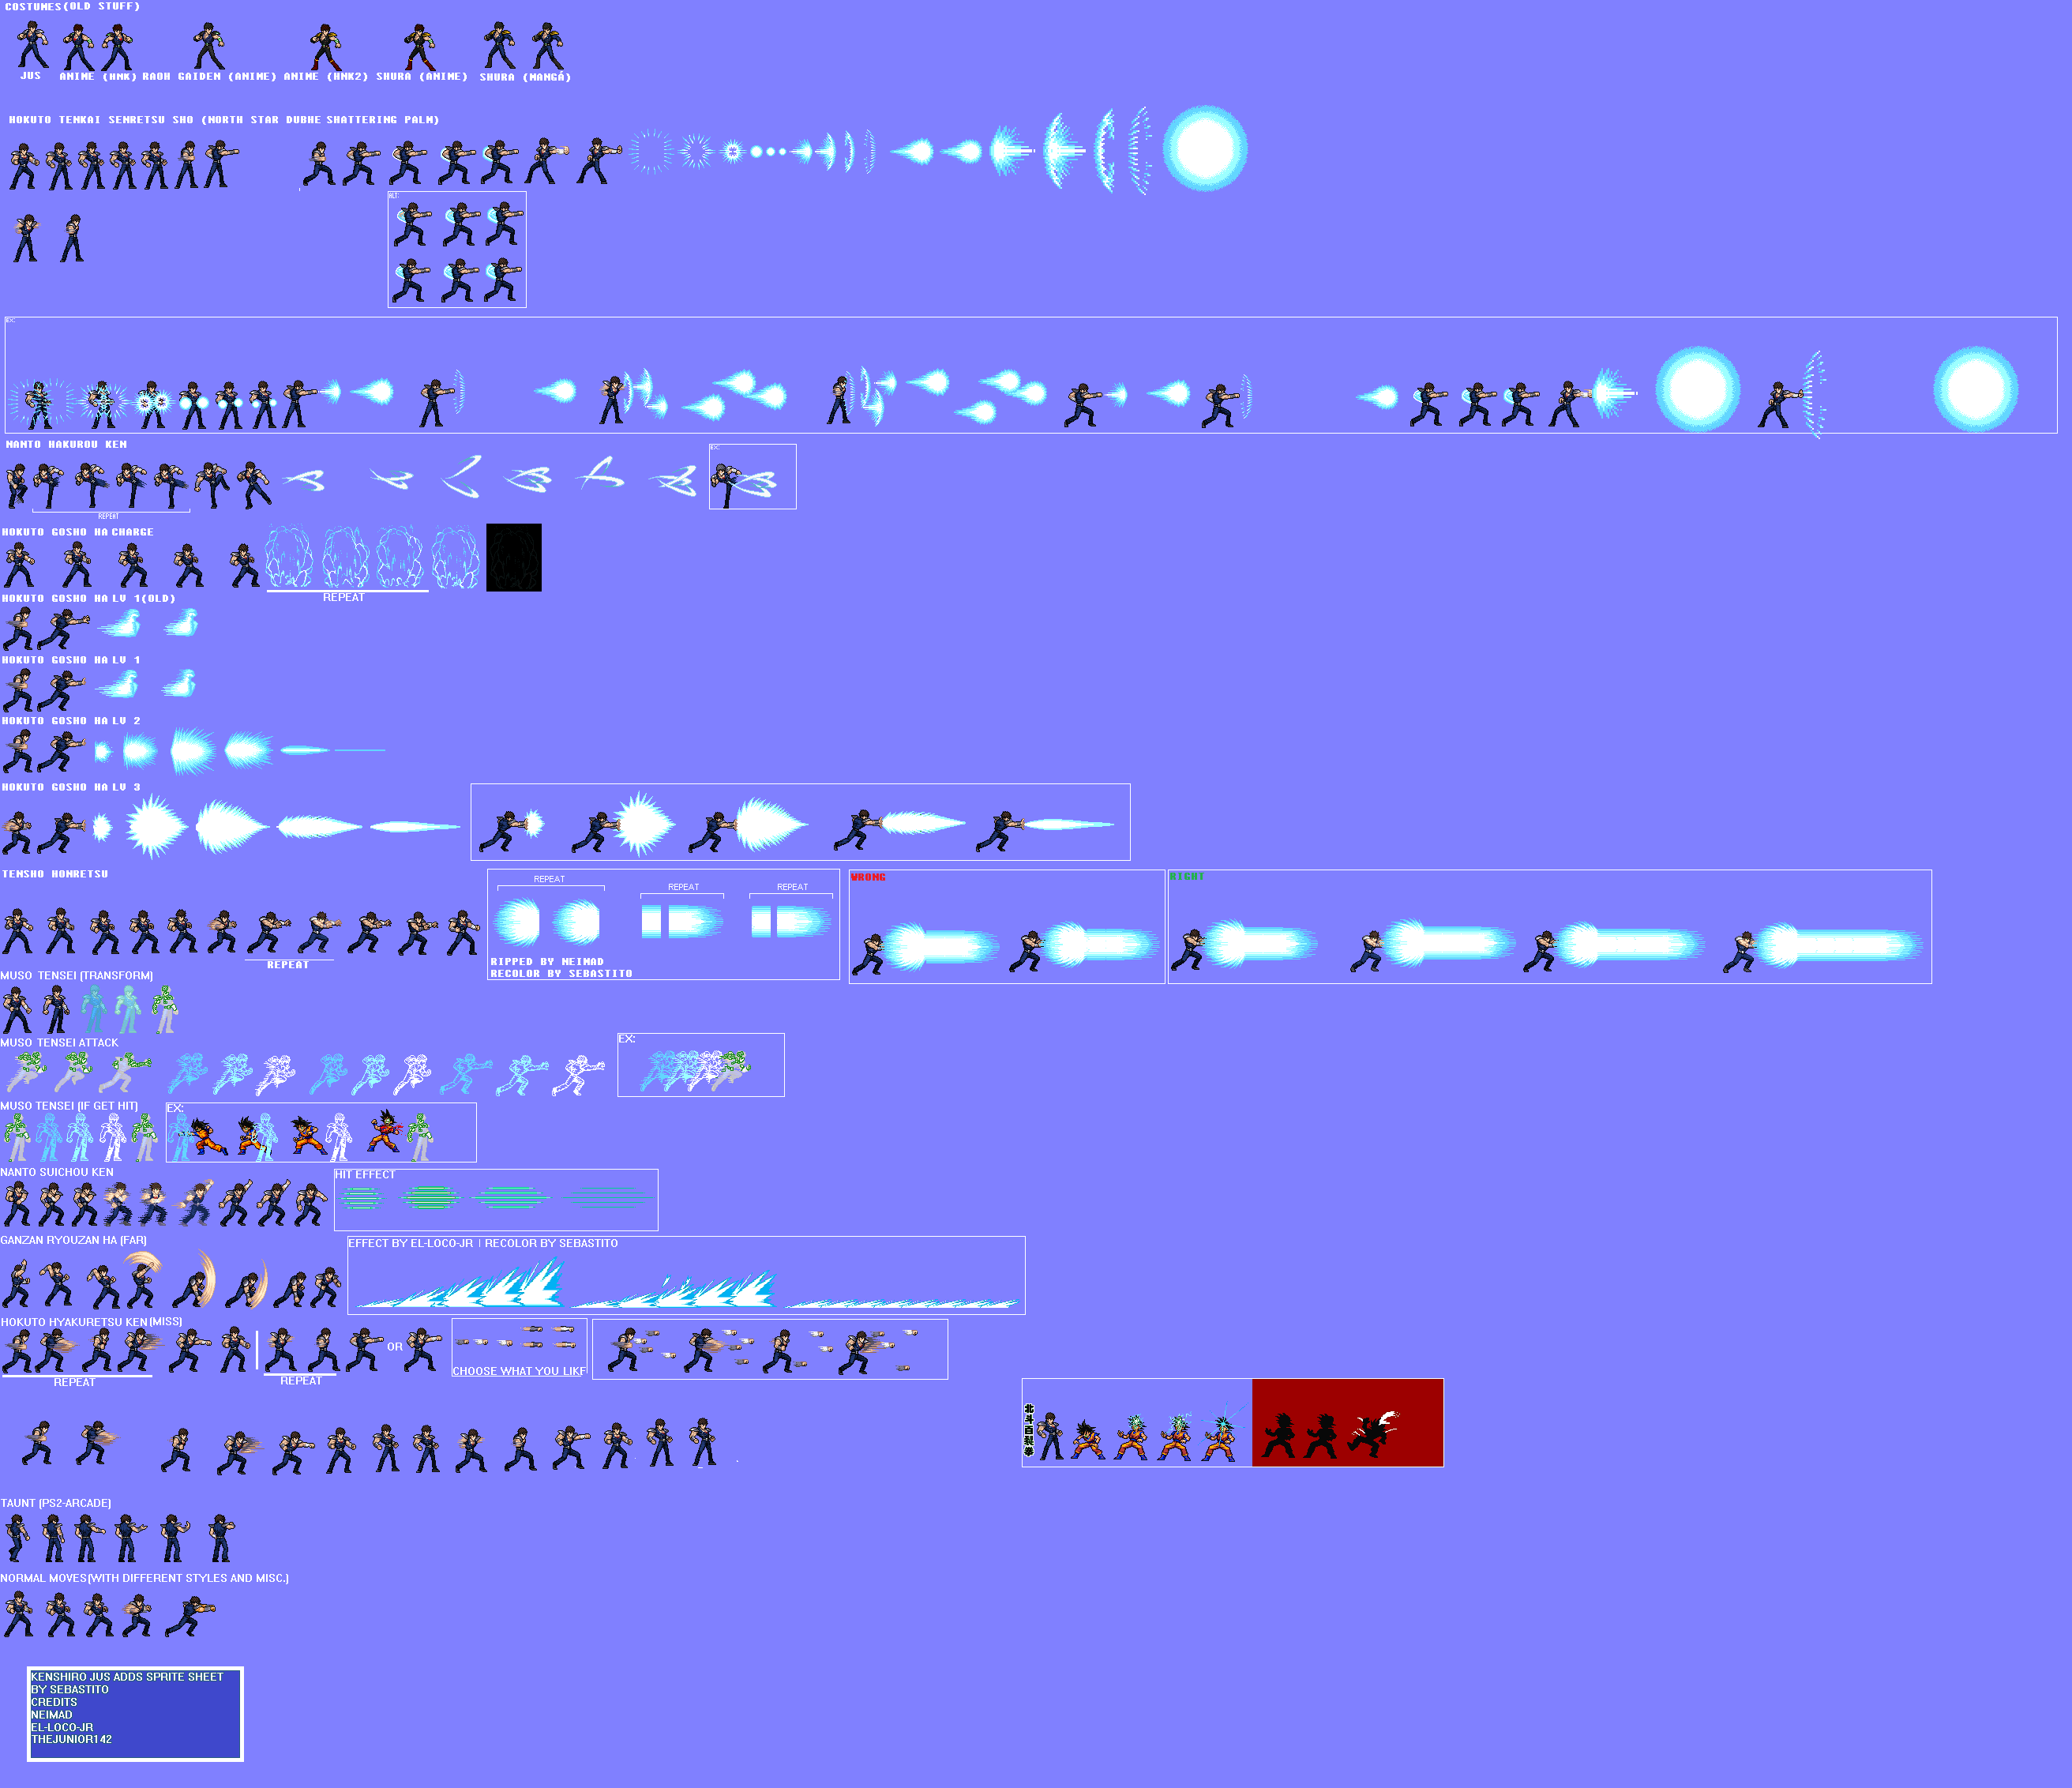 COSTUMES(OLD STUFF)
JUS
ANIME (HNK)
RAOH GAIDEN (ANIME)
ANIME (HNK2)
SHURA (ANIME)
SHURA (MANGÁ)
HOKUTO TENKAI SENRETSU SHO (NORTH STAR DUBHE SHATTERING PALM)
ALT:
EX:
NANTO HAKUROU KEN
EX:
REPEAT
HOKUTO GOSHO HA CHARGE
REPEAT
HOKUTO GOSHO HA LV 1(OLD)
HOKUTO GOSHO HA LV 1
HOKUTO GOSHO HA LV 2
HOKUTO GOSHO HA LV 3
TENSHO HONRETSU
REPEAT
REPEAT
REPEAT
REPEAT
RIPPED BY NEIMAD
RECOLOR BY SEBASTITO
WRONG
RIGHT
MUSO TENSEI (TRANSFORM)
MUSO TENSEI ATTACK
EX:
MUSO TENSEI (IF GET HIT)
EX:
NANTO SUICHOU KEN
HIT EFFECT
GANZAN RYOUZAN HA (FAR)
EFFECT BY EL-LOCO-JR | RECOLOR BY SEBASTITO
HOKUTO HYAKURETSU KEN(MISS)
OR
REPEAT
REPEAT
CHOOSE WHAT YOU LIKE
北斗百裂拳
TAUNT (PS2-ARCADE)
NORMAL MOVES(WITH DIFFERENT STYLES AND MISC.)
KENSHIRO JUS ADDS SPRITE SHEET
BY SEBASTITO
CREDITS
NEIMAD
EL-LOCO-JR
THEJUNIOR142